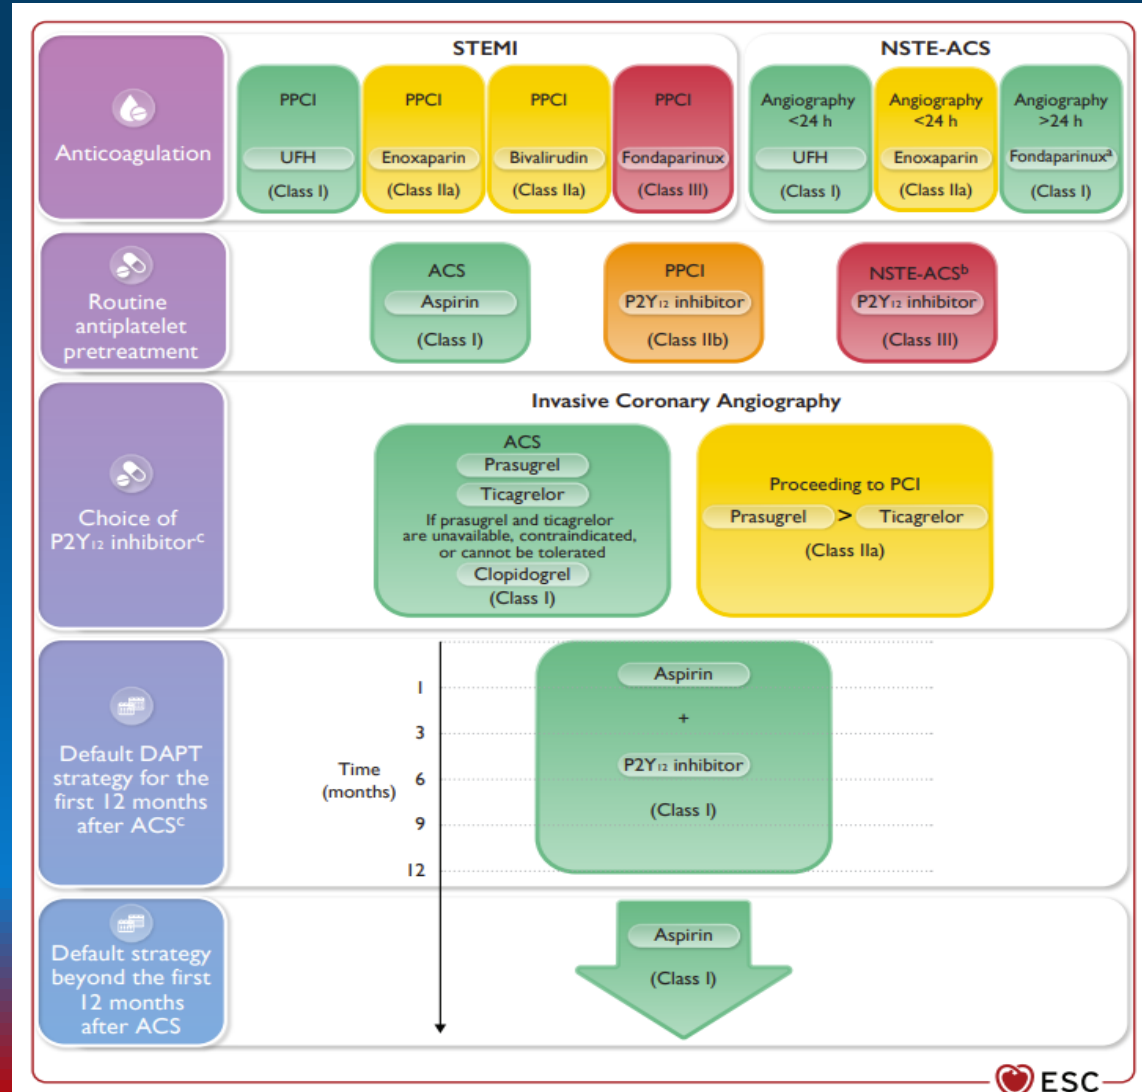 STEMI
NSTE-ACS
Anticoagulation
PPCI
UFH
(Class I)
PPCI
Enoxaparin
(Class IIa)
PPCI
Bivalirudin
(Class IIa)
PPCI
Fondaparinux
(Class III)
Angiography
<24 h
UFH
(Class I)
Angiography
<24 h
Enoxaparin
(Class IIa)
Angiography
>24 h
Fondaparinuxᵃ
(Class I)
Routine
antiplatelet
pretreatment
ACS
Aspirin
(Class I)
PPCI
P2Y₁₂ inhibitor
(Class IIb)
NSTE-ACSᵇ
P2Y₁₂ inhibitor
(Class III)
Choice of
P2Y₁₂ inhibitorᶜ
Invasive Coronary Angiography
ACS
Prasugrel
Ticagrelor
If prasugrel and ticagrelor
are unavailable, contraindicated,
or cannot be tolerated
Clopidogrel
(Class I)
Proceeding to PCI
Prasugrel > Ticagrelor
(Class IIa)
Default DAPT
strategy for the
first 12 months
after ACSᶜ
Time
(months)
1
3
6
9
12
Aspirin
+
P2Y₁₂ inhibitor
(Class I)
Default strategy
beyond the first
12 months
after ACS
Aspirin
(Class I)
ESC